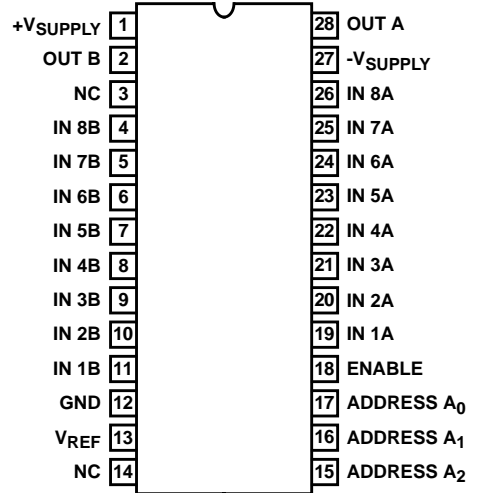 +VSUPPLY 1 28 OUT A
OUT B 2 27 -VSUPPLY
NC 3 26 IN 8A
IN 8B 4 25 IN 7A
IN 7B 5 24 IN 6A
IN 6B 6 23 IN 5A
IN 5B 7 22 IN 4A
IN 4B 8 21 IN 3A
IN 3B 9 20 IN 2A
IN 2B 10 19 IN 1A
IN 1B 11 18 ENABLE
GND 12 17 ADDRESS A0
VREF 13 16 ADDRESS A1
NC 14 15 ADDRESS A2